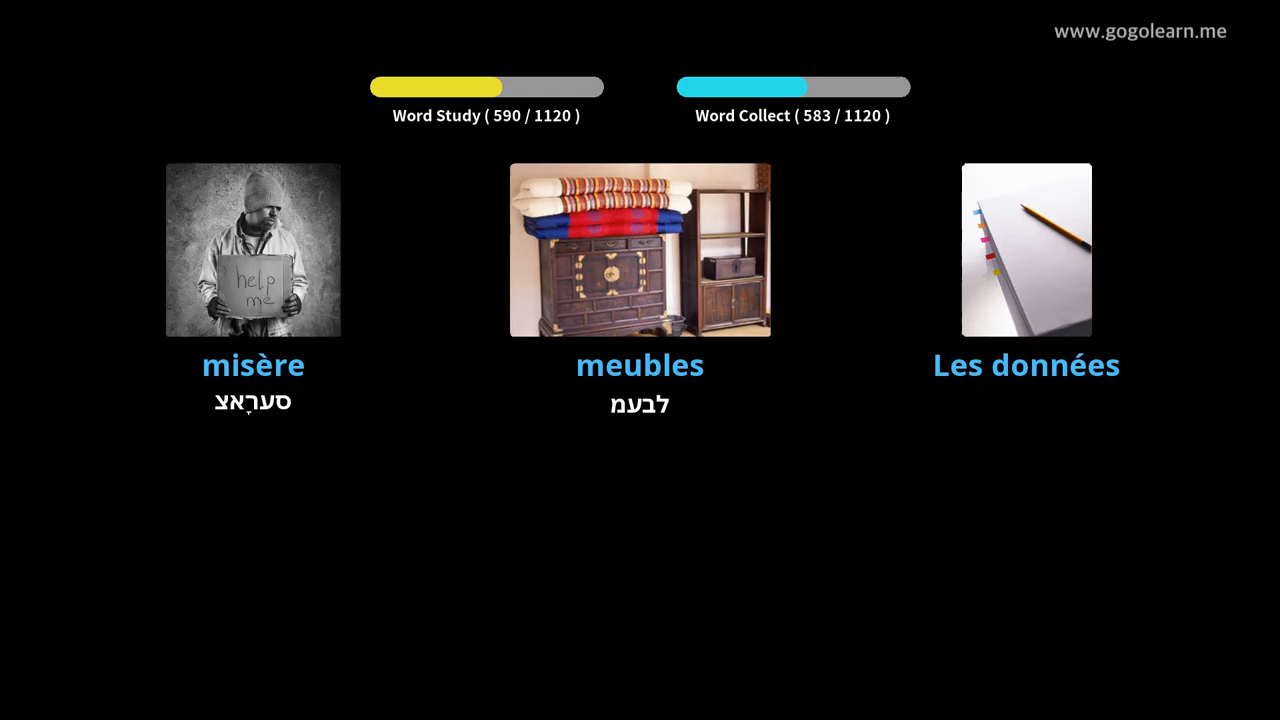 www.gogolearn.me
Word Study ( 590 / 1120 )
Word Collect ( 583 / 1120 )
misère
סערָאצ
meubles
לבעמ
Les données
help
me